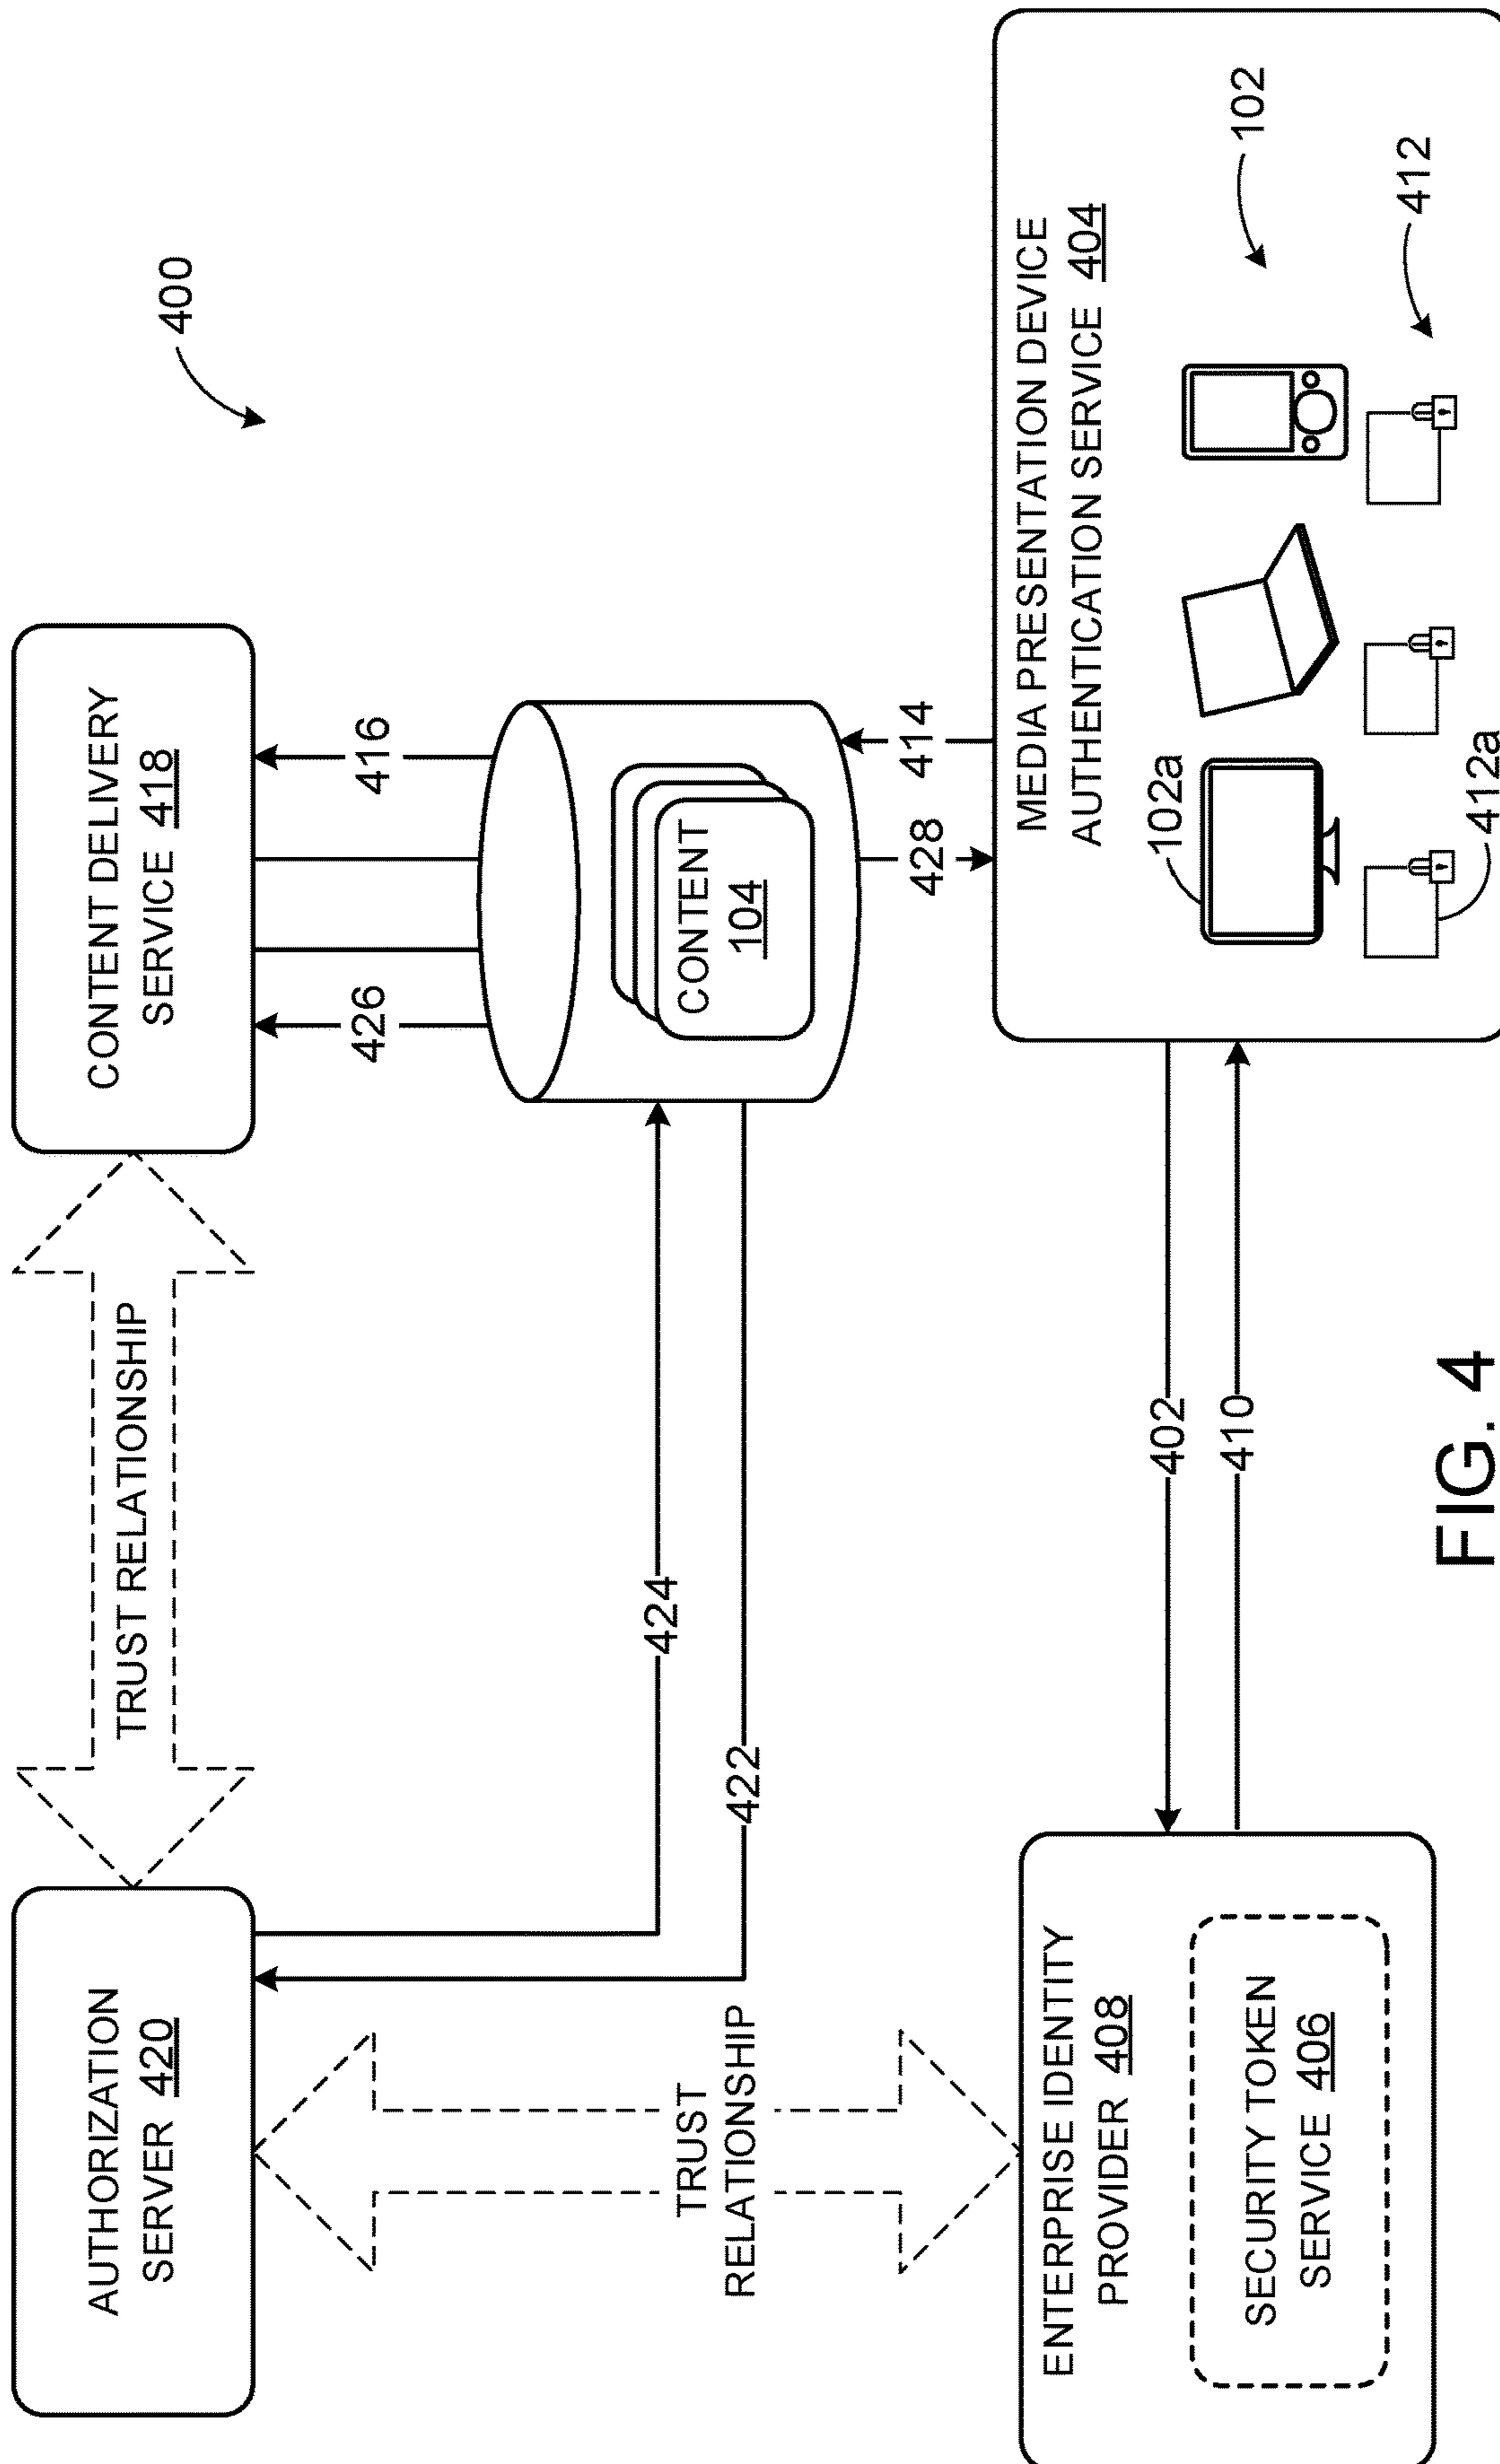 400
AUTHORIZATION
SERVER 420
TRUST RELATIONSHIP
CONTENT DELIVERY
SERVICE 418
426
416
424
422
CONTENT
104
TRUST
RELATIONSHIP
428
414
ENTERPRISE IDENTITY
PROVIDER 408
SECURITY TOKEN
SERVICE 406
402
410
MEDIA PRESENTATION DEVICE
AUTHENTICATION SERVICE 404
102a
102
412a
412
FIG. 4